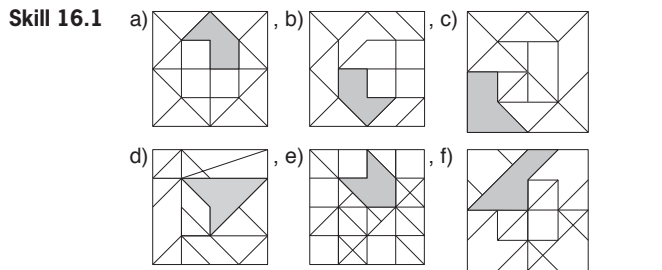 Skill 16.1 a) , b) , c)
d) , e) , f)